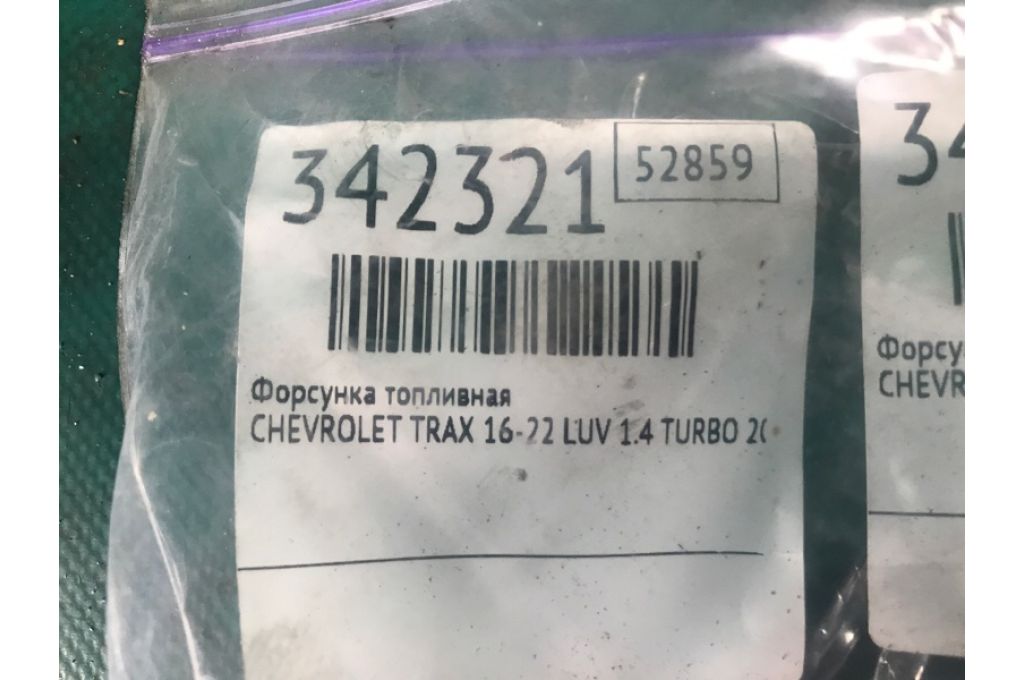 342321
52859
Форсунка топливная
CHEVROLET TRAX 16-22 LUV 1.4 TURBO